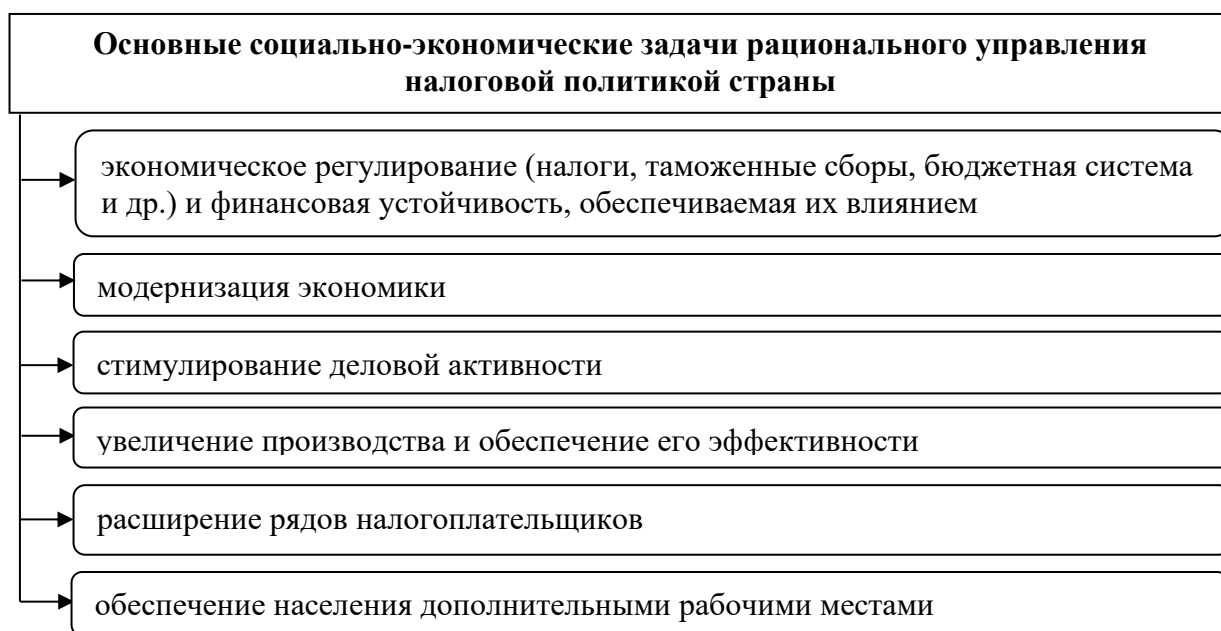 Основные социально-экономические задачи рационального управления
налоговой политикой страны
экономическое регулирование (налоги, таможенные сборы, бюджетная система
и др.) и финансовая устойчивость, обеспечиваемая их влиянием
модернизация экономики
стимулирование деловой активности
увеличение производства и обеспечение его эффективности
расширение рядов налогоплательщиков
обеспечение населения дополнительными рабочими местами